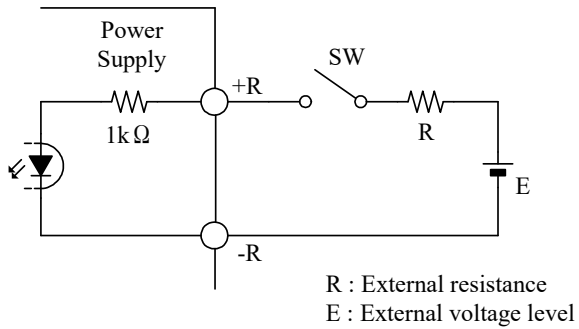 Power
Supply
SW
+R
1kΩ
R
E
-R
R : External resistance
E : External voltage level